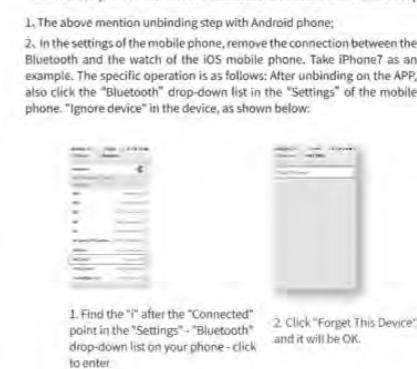 1. The above mention unbinding step with Android phone;
2、In the settings of the mobile phone, remove the connection between the
Bluetooth and the watch of the iOS mobile phone. Take iPhone7 as an
example. The specific operation is as follows: After unbinding on the APP,
also click the "Bluetooth" drop-down list in the "Settings" of the mobile
phone. "Ignore device" in the device, as shown below:
1. Find the "i" after the "Connected"
point in the "Settings" - "Bluetooth"
drop-down list on your phone - click
to enter
2. Click "Forget This Device"
and it will be OK.